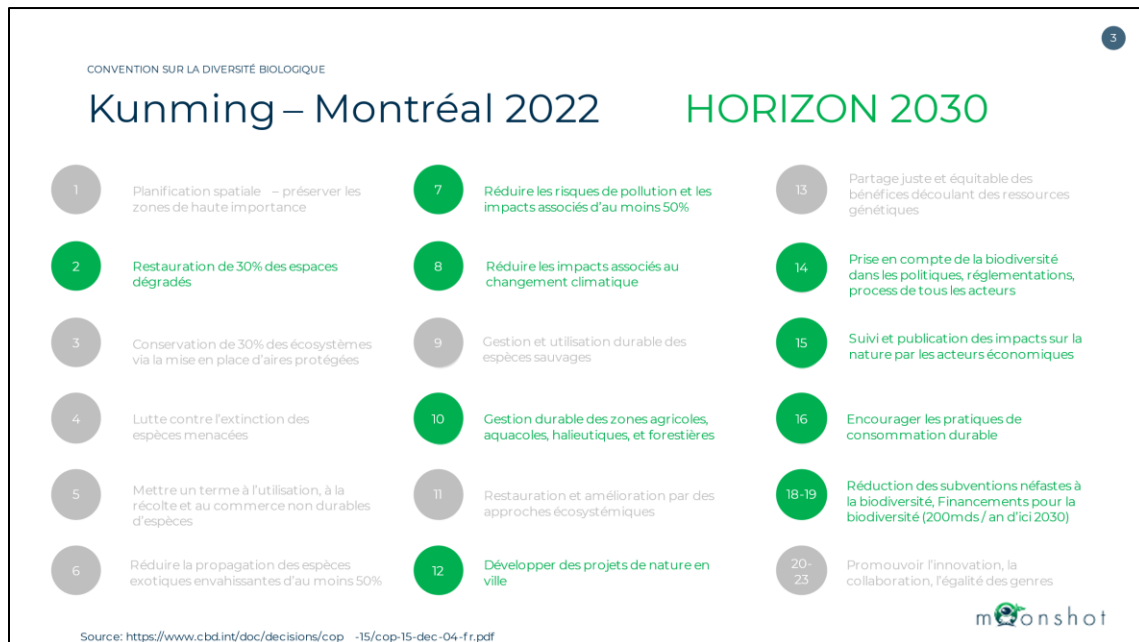 3
CONVENTION SUR LA DIVERSITÉ BIOLOGIQUE
Kunming – Montréal 2022
HORIZON 2030
1
Planification spatiale – préserver les
zones de haute importance
2
Restauration de 30% des espaces
dégradés
3
Conservation de 30% des écosystèmes
via la mise en place d'aires protégées
4
Lutte contre l'extinction des
espèces menacées
5
Mettre un terme à l'utilisation, à la
récolte et au commerce non durables
d'espèces
6
Réduire la propagation des espèces
exotiques envahissantes d'au moins 50%
7
Réduire les risques de pollution et les
impacts associés d'au moins 50%
8
Réduire les impacts associés au
changement climatique
9
Gestion et utilisation durable des
espèces sauvages
10
Gestion durable des zones agricoles,
aquacoles, halieutiques, et forestières
11
Restauration et amélioration par des
approches écosystémiques
12
Développer des projets de nature en
ville
13
Partage juste et équitable des
bénéfices découlant des ressources
génétiques
14
Prise en compte de la biodiversité
dans les politiques, réglementations,
process de tous les acteurs
15
Suivi et publication des impacts sur la
nature par les acteurs économiques
16
Encourager les pratiques de
consommation durable
18-19
Réduction des subventions néfastes à
la biodiversité, Financements pour la
biodiversité (200mds / an d'ici 2030)
20-
23
Promouvoir l'innovation, la
collaboration, l'égalité des genres
moonshot
Source: https://www.cbd.int/doc/decisions/cop -15/cop-15-dec-04-fr.pdf